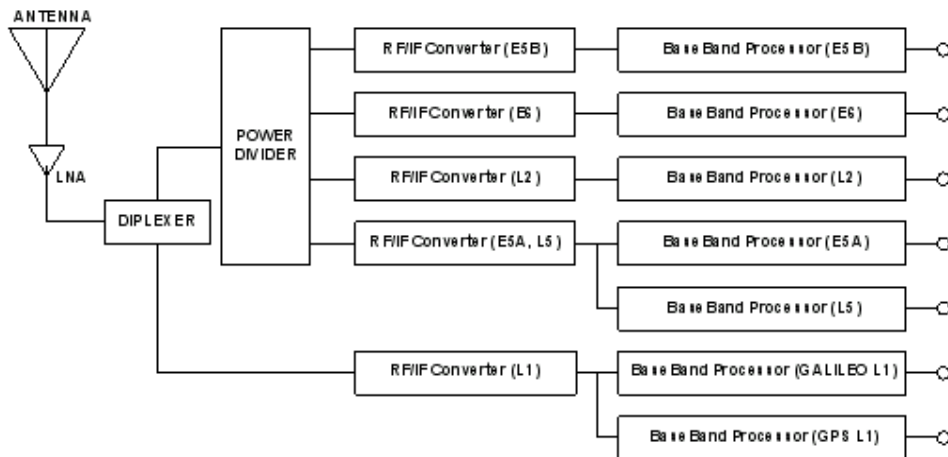 ANTENNA
LNA
DIPLEXER
POWER
DIVIDER
RF/IF Converter (E5B)
Base Band Processor (E5B)
RF/IF Converter (E6)
Base Band Processor (E6)
RF/IF Converter (L2)
Base Band Processor (L2)
RF/IF Converter (E5A, L5)
Base Band Processor (E5A)
Base Band Processor (L5)
RF/IF Converter (L1)
Base Band Processor (GALILEO L1)
Base Band Processor (GPS L1)